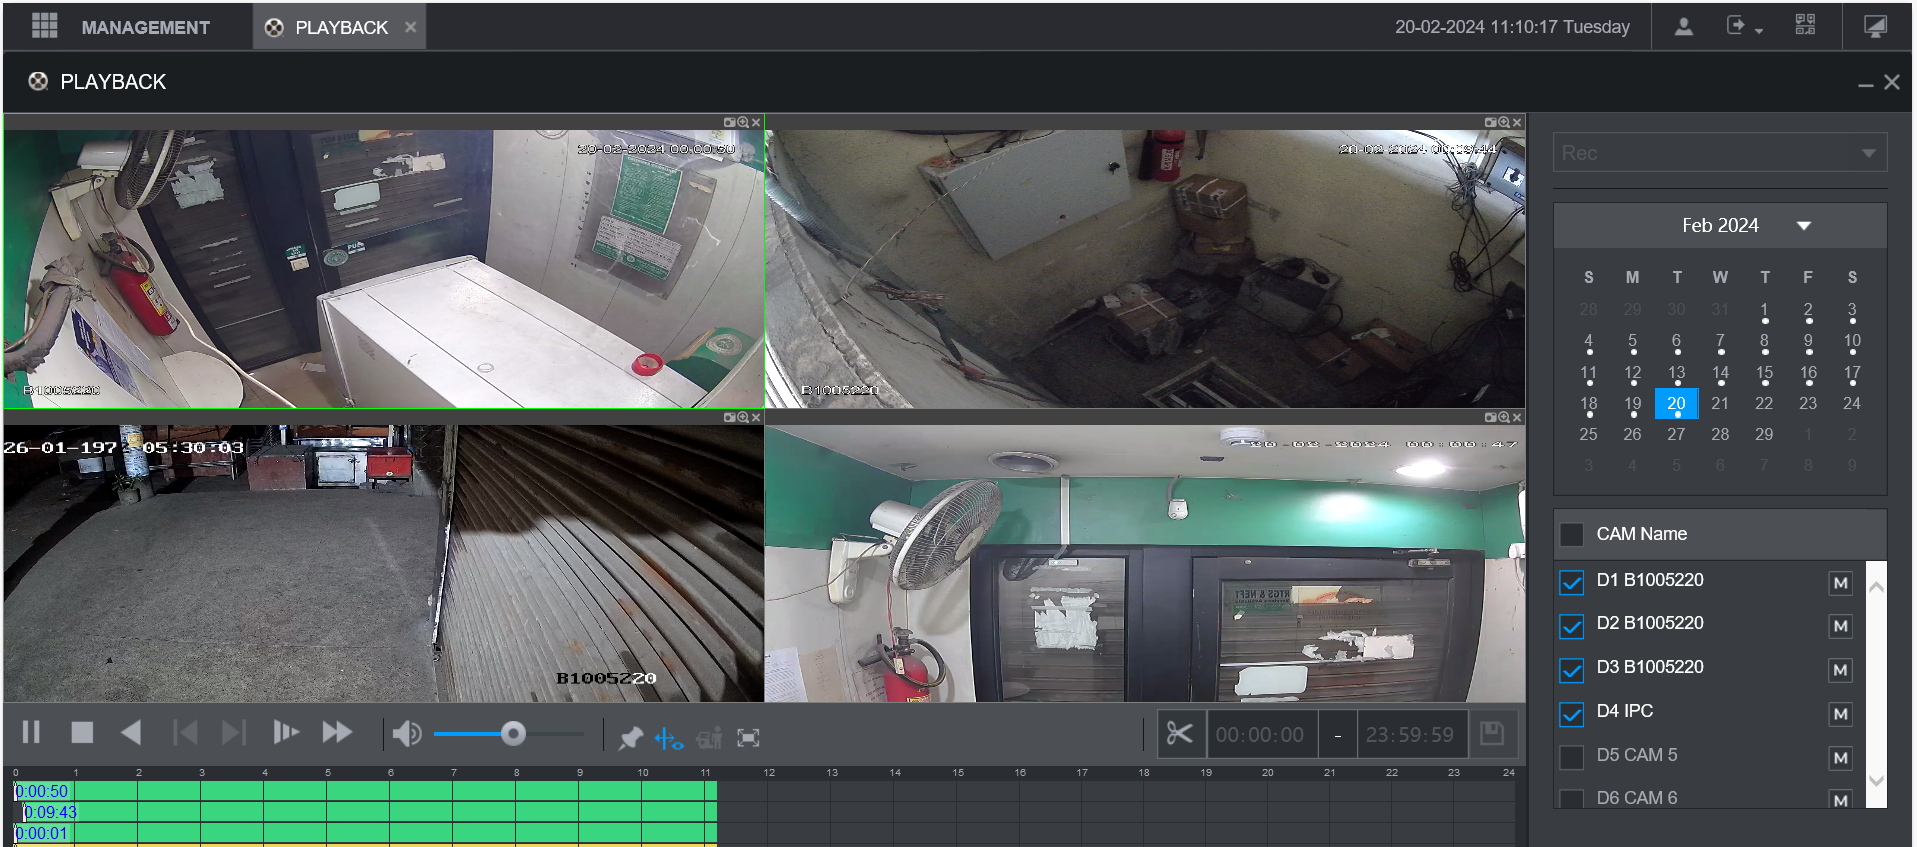 MANAGEMENT
PLAYBACK
20-02-2024 11:10:17 Tuesday
PLAYBACK
20-02-2024 00:00:50
B1005220
20-02-2024 00:09:44
B1005220
26-01-197 05:30:03
B1005220
20-02-2024 00:00:47
RTGS & NEFT
Rec
Feb 2024
S M T W T F S
28 29 30 31 1 2 3
4 5 6 7 8 9 10
11 12 13 14 15 16 17
18 19 20 21 22 23 24
25 26 27 28 29 1 2
3 4 5 6 7 8 9
CAM Name
D1 B1005220 M
D2 B1005220 M
D3 B1005220 M
D4 IPC M
D5 CAM 5 M
D6 CAM 6 M
00:00:00 - 23:59:59
0 1 2 3 4 5 6 7 8 9 10 11 12 13 14 15 16 17 18 19 20 21 22 23 24
0:00:50
0:09:43
0:00:01